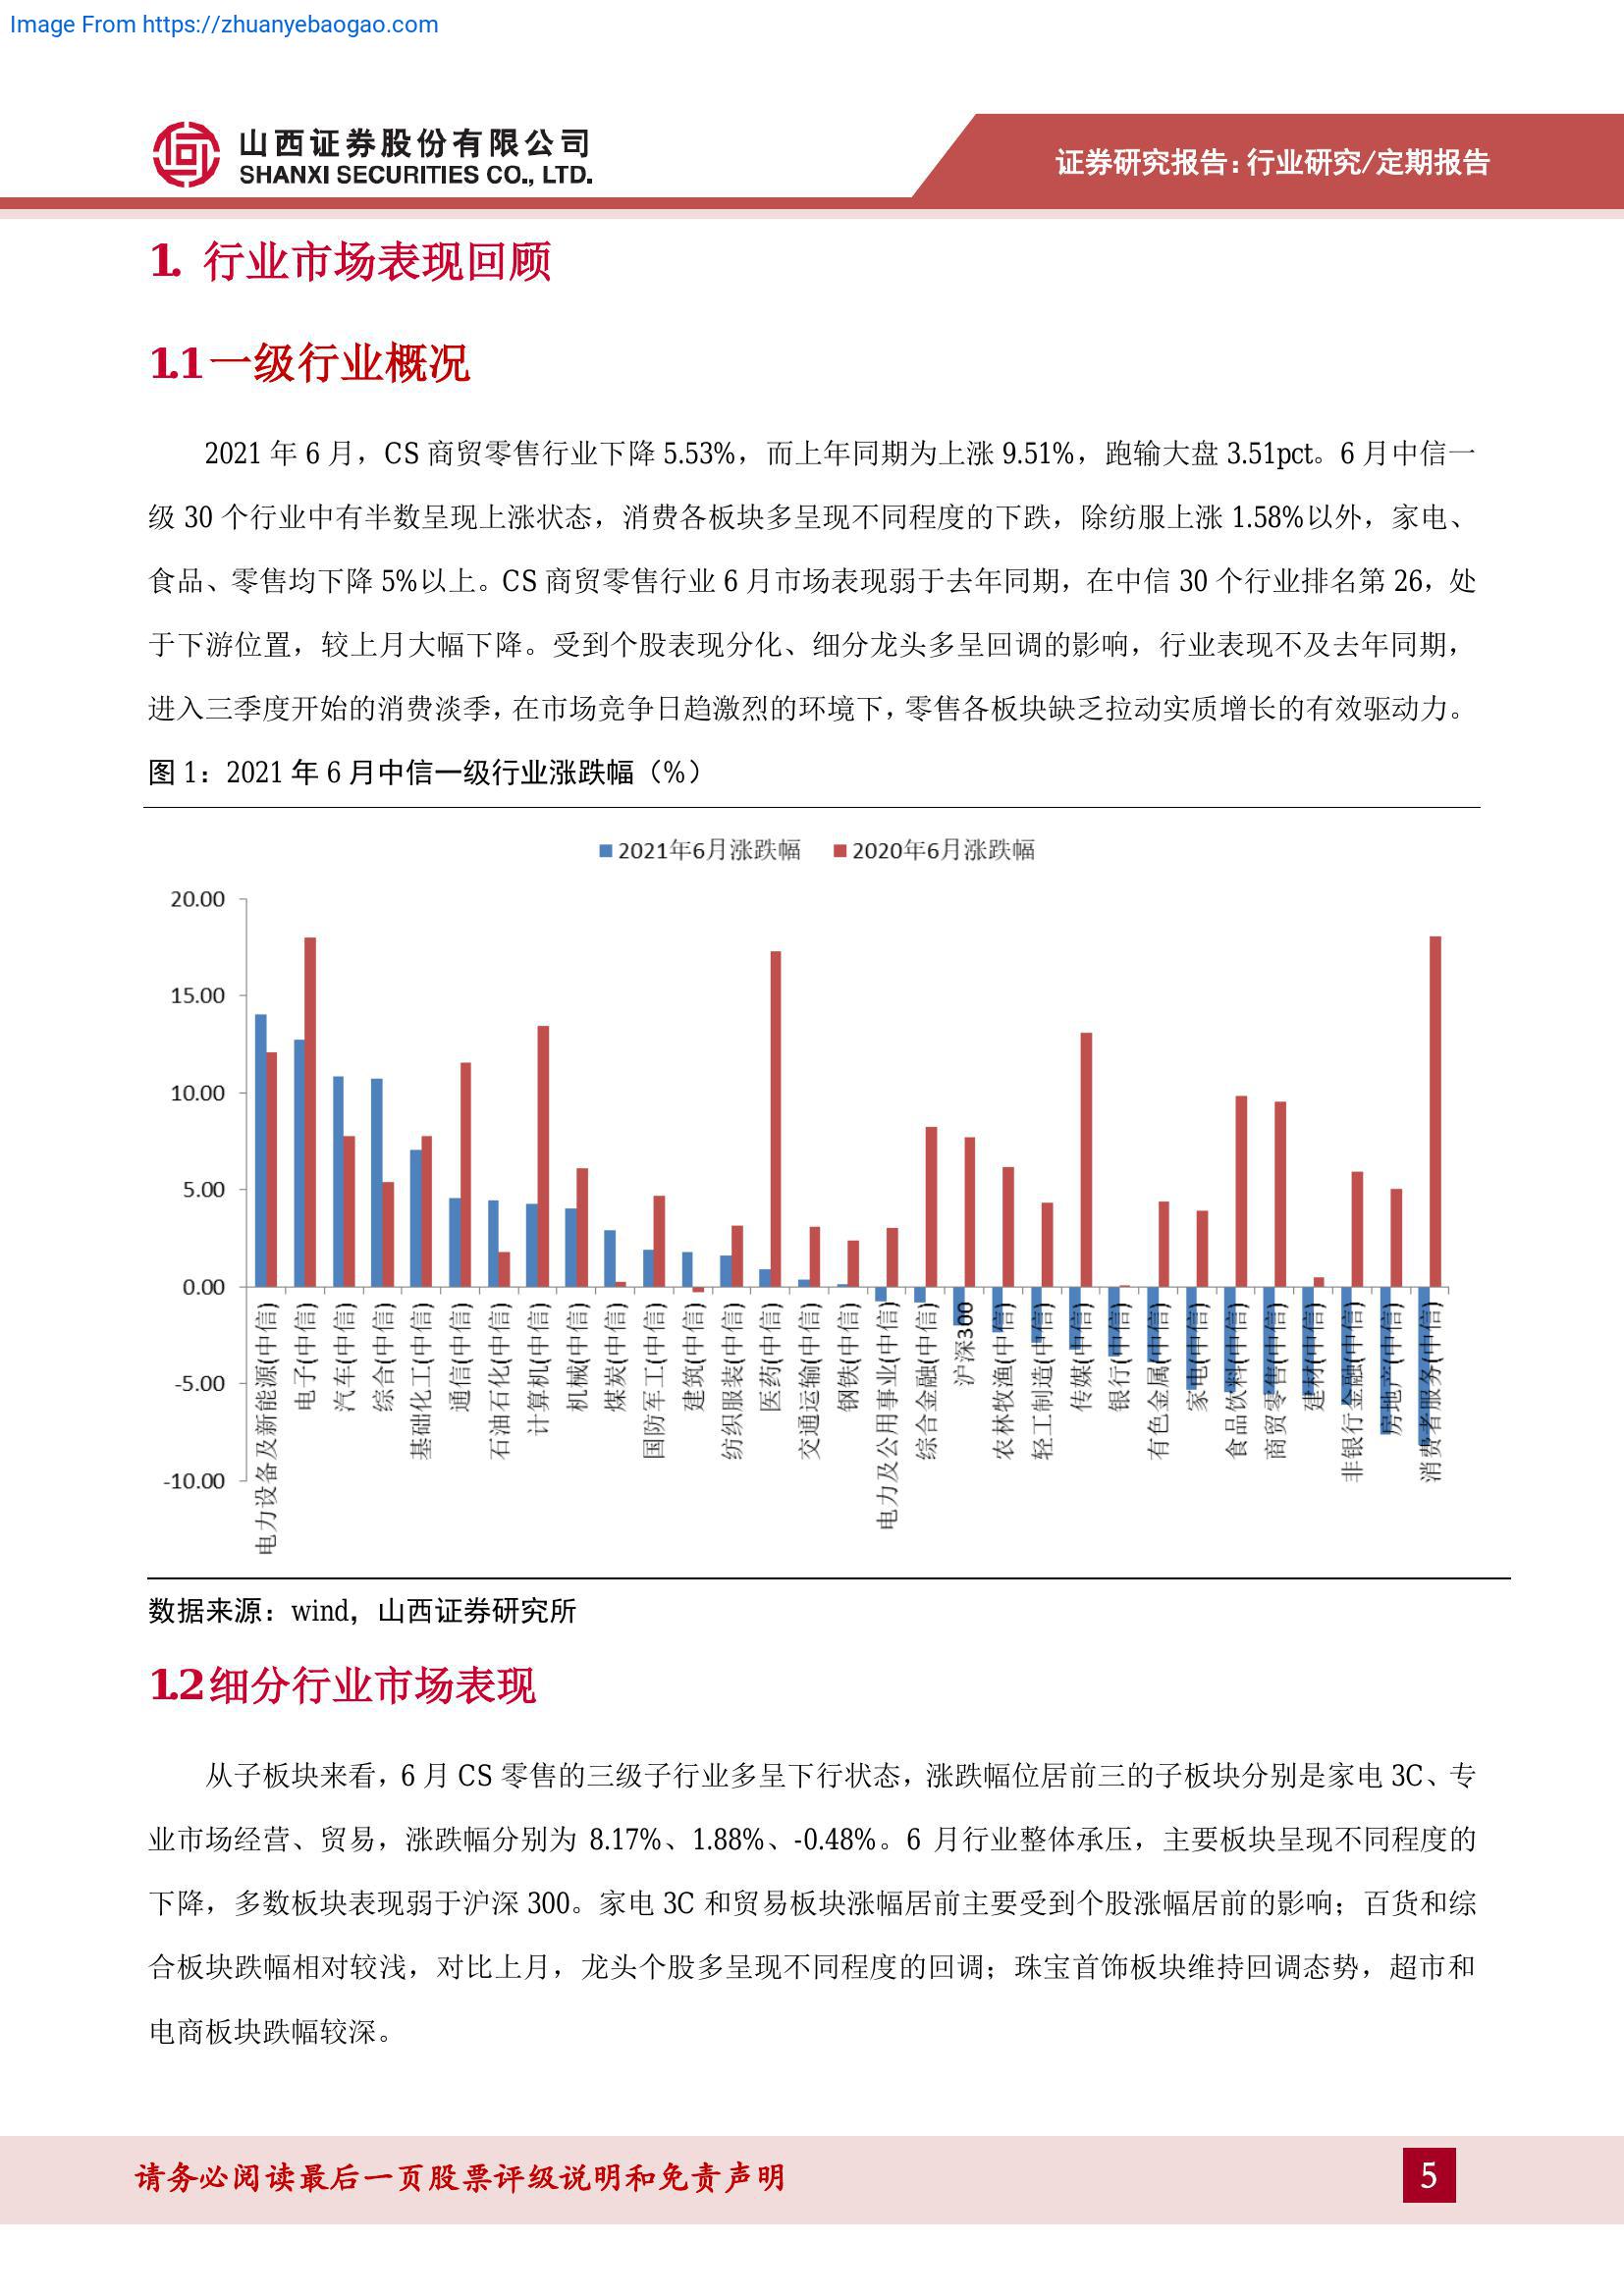 Image From https://zhuanyebaogao.com
山西证券股份有限公司
SHANXI SECURITIES CO., LTD.
证券研究报告：行业研究/定期报告
1. 行业市场表现回顾
1.1 一级行业概况
2021 年 6 月，CS 商贸零售行业下降 5.53%，而上年同期为上涨 9.51%，跑输大盘 3.51pct。6 月中信一
级 30 个行业中有半数呈现上涨状态，消费各板块多呈现不同程度的下跌，除纺服上涨 1.58%以外，家电、
食品、零售均下降 5%以上。CS 商贸零售行业 6 月市场表现弱于去年同期，在中信 30 个行业排名第 26，处
于下游位置，较上月大幅下降。受到个股表现分化、细分龙头多呈回调的影响，行业表现不及去年同期，
进入三季度开始的消费淡季，在市场竞争日趋激烈的环境下，零售各板块缺乏拉动实质增长的有效驱动力。
图 1：2021 年 6 月中信一级行业涨跌幅（%）
2021年6月涨跌幅 2020年6月涨跌幅
20.00
15.00
10.00
5.00
0.00
-5.00
-10.00
电力设备及新能源(中信)
电子(中信)
汽车(中信)
综合(中信)
基础化工(中信)
通信(中信)
石油石化(中信)
计算机(中信)
机械(中信)
煤炭(中信)
国防军工(中信)
建筑(中信)
纺织服装(中信)
医药(中信)
交通运输(中信)
钢铁(中信)
电力及公用事业(中信)
综合金融(中信)
沪深300
农林牧渔(中信)
轻工制造(中信)
传媒(中信)
银行(中信)
有色金属(中信)
家电(中信)
食品饮料(中信)
商贸零售(中信)
建材(中信)
非银行金融(中信)
房地产(中信)
消费者服务(中信)
数据来源：wind，山西证券研究所
1.2 细分行业市场表现
从子板块来看，6 月 CS 零售的三级子行业多呈下行状态，涨跌幅位居前三的子板块分别是家电 3C、专
业市场经营、贸易，涨跌幅分别为 8.17%、1.88%、-0.48%。6 月行业整体承压，主要板块呈现不同程度的
下降，多数板块表现弱于沪深 300。家电 3C 和贸易板块涨幅居前主要受到个股涨幅居前的影响；百货和综
合板块跌幅相对较浅，对比上月，龙头个股多呈现不同程度的回调；珠宝首饰板块维持回调态势，超市和
电商板块跌幅较深。
请务必阅读最后一页股票评级说明和免责声明
5